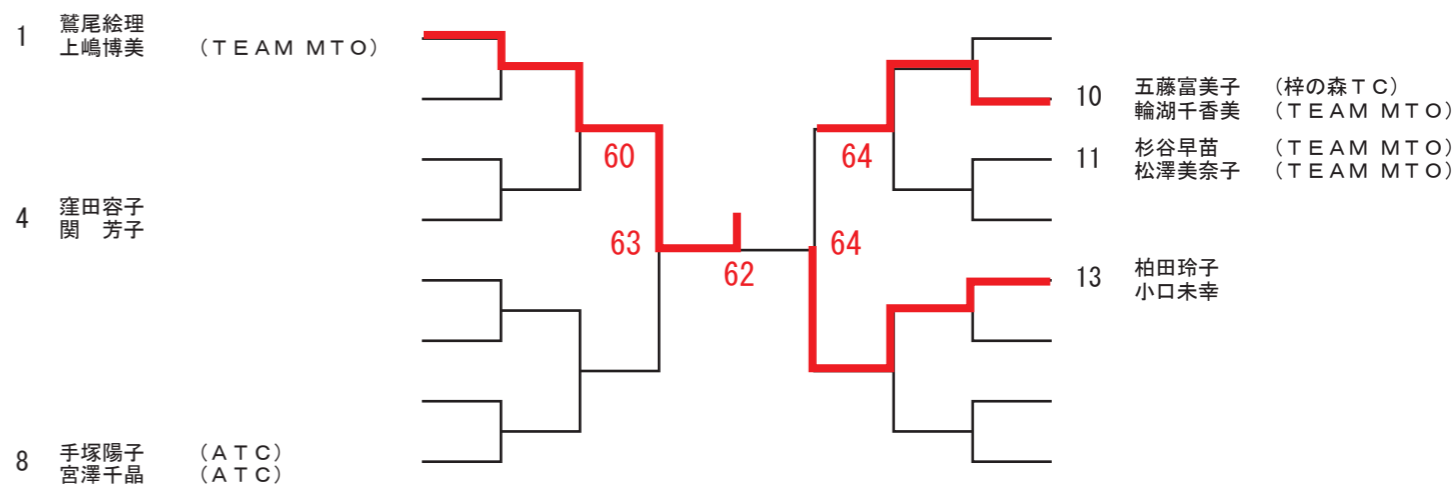 1
鷲尾絵理
上嶋博美 （ＴＥＡＭ ＭＴＯ）
4
窪田容子
関 芳子
8
手塚陽子 （ＡＴＣ）
宮澤千晶 （ＡＴＣ）
60
63
62
64
64
10
五藤富美子 （梓の森ＴＣ）
輪湖千香美 （ＴＥＡＭ ＭＴＯ）
11
杉谷早苗 （ＴＥＡＭ ＭＴＯ）
松澤美奈子 （ＴＥＡＭ ＭＴＯ）
13
柏田玲子
小口未幸